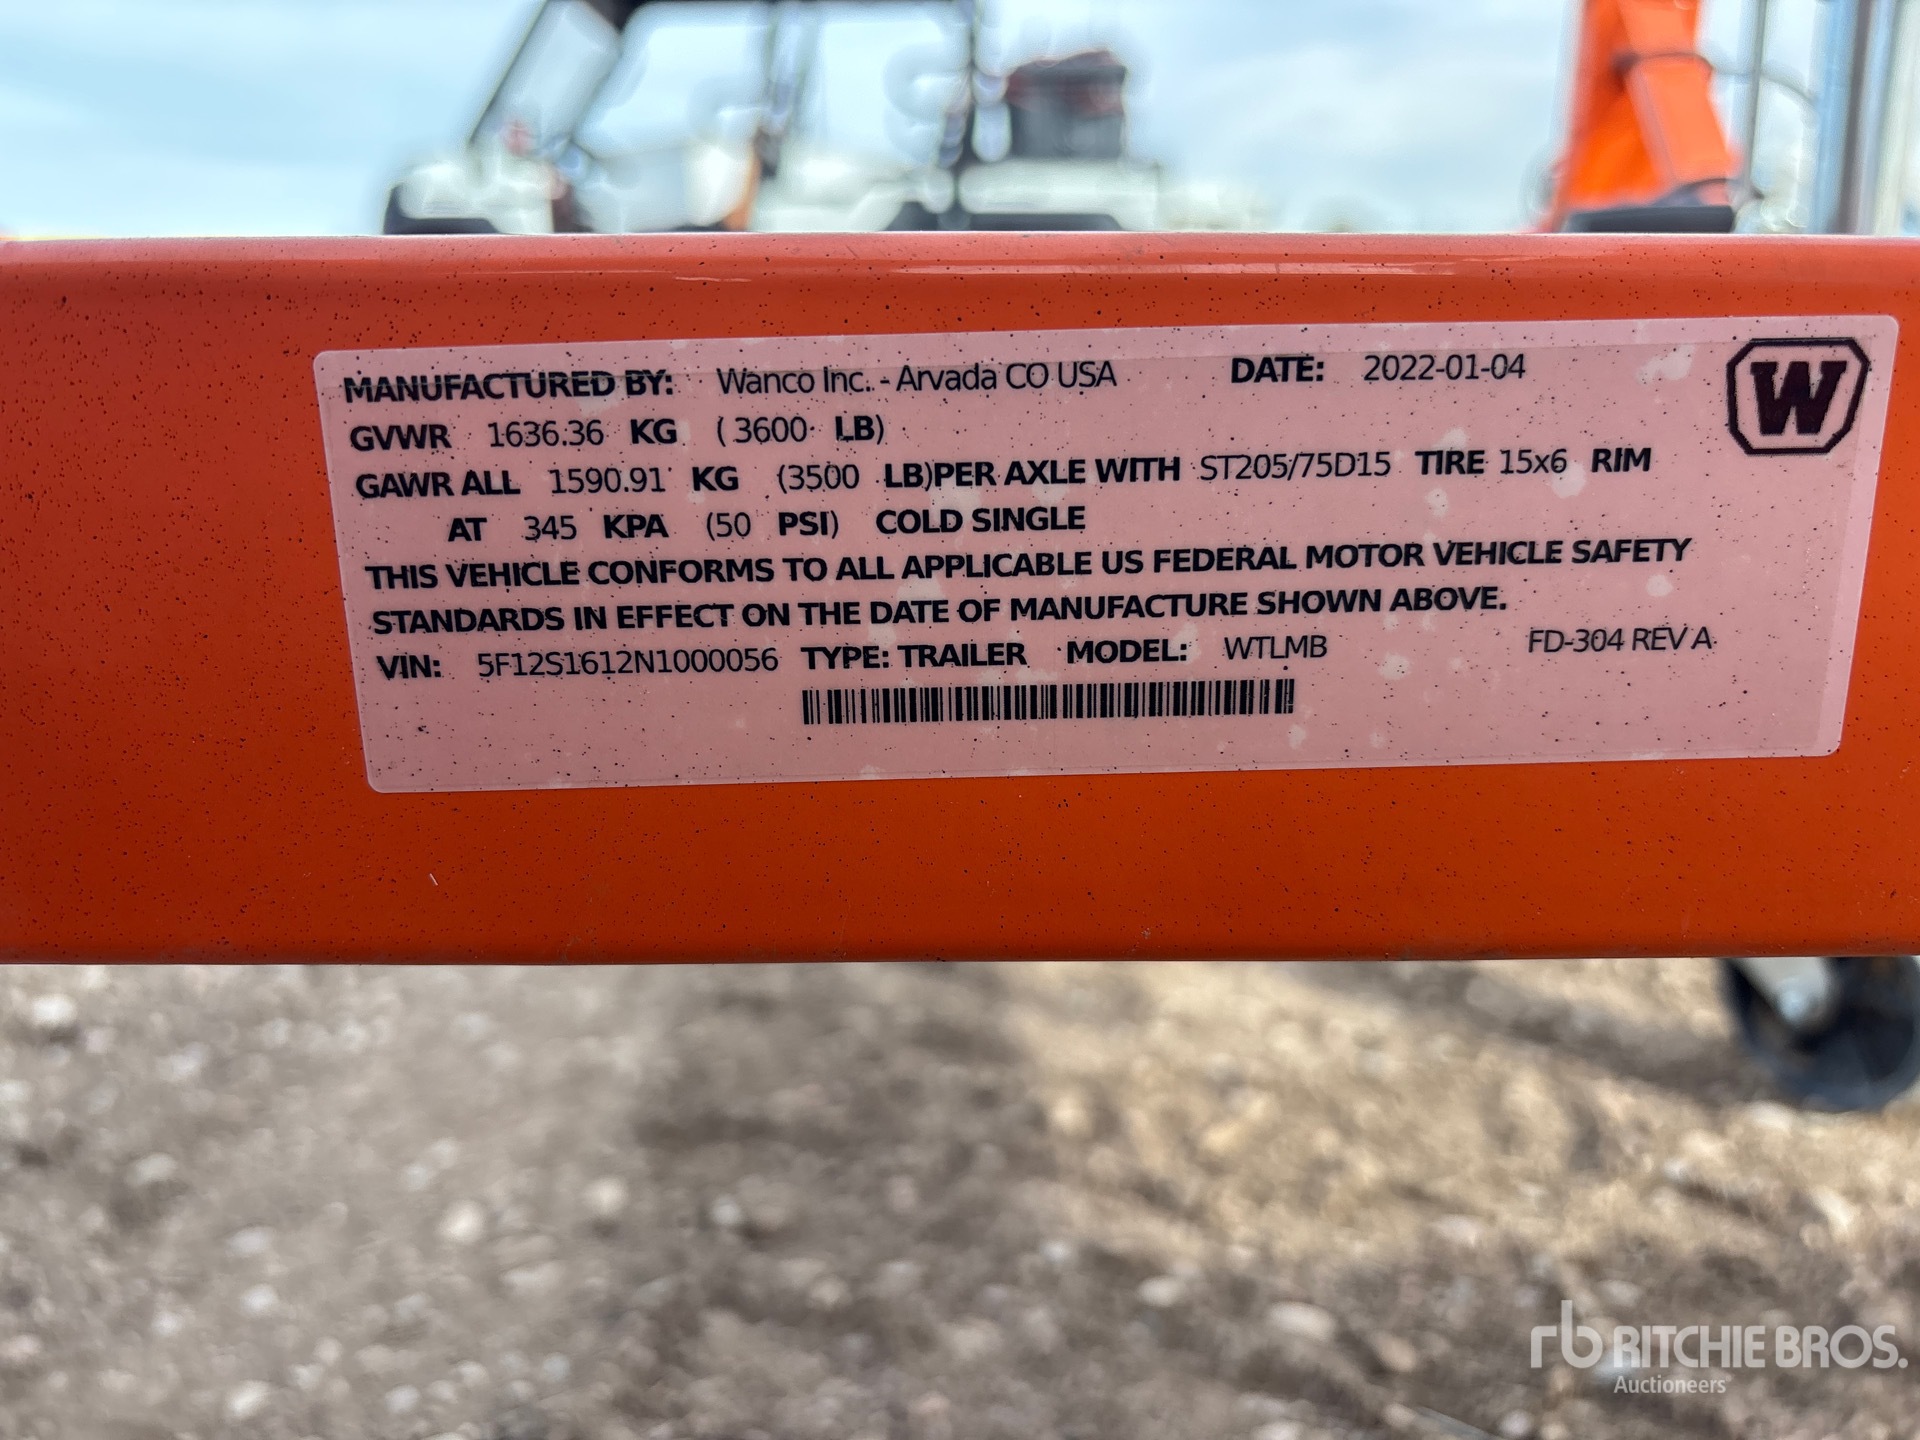 MANUFACTURED BY: Wanco Inc. - Arvada CO USA DATE: 2022-01-04
W
GVWR 1636.36 KG (3600 LB)
GAWR ALL 1590.91 KG (3500 LB)PER AXLE WITH ST205/75D15 TIRE 15x6 RIM
AT 345 KPA (50 PSI) COLD SINGLE
THIS VEHICLE CONFORMS TO ALL APPLICABLE US FEDERAL MOTOR VEHICLE SAFETY
STANDARDS IN EFFECT ON THE DATE OF MANUFACTURE SHOWN ABOVE.
VIN: 5F12S1612N1000056 TYPE: TRAILER MODEL: WTLMB FD-304 REV A
rb RITCHIE BROS.
Auctioneers